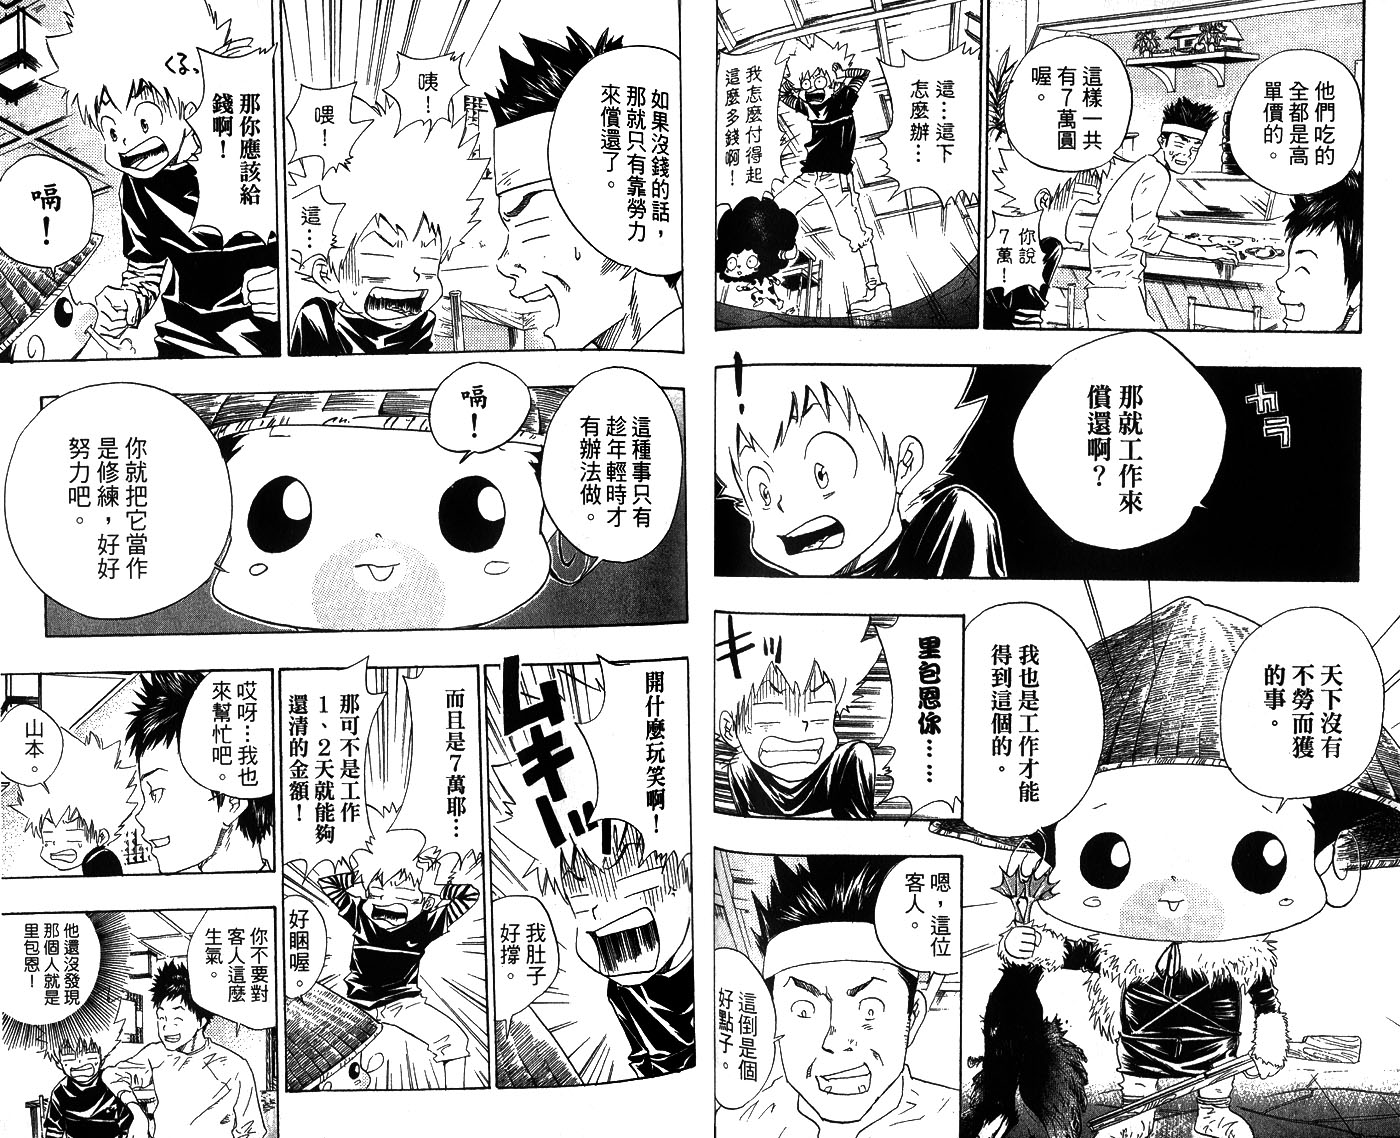 他們吃的
全都是高
單價的。
這樣一共
有7萬圓
喔。
你說
7萬！
這…這下
怎麼辦…
我怎麼付得起
這麼多錢啊！
カラ
那就工作來
償還啊？
！
天下沒有
不勞而獲
的事。
我也是工作才能
得到這個的。
里包恩你……
キッ
嗯，這位
客人。
這倒是個
好點子。
如果沒錢的話，
那就只有靠勞力
來償還了。
咦！
喂！
這…
那你應該給
錢啊！
くるっ
嗝！
這種事只有
趁年輕時才
有辦法做。
嗝！
你就把它當作
是修練，好好
努力吧。
開什麼玩笑啊！
ムキーッ
我肚子
好撐。
而且是7萬耶…
那可不是工作
1、2天就能夠
還清的金額！
好睏喔。
哎呀…我也
來幫忙吧。
山本。
你不要對
客人這麼
生氣。
他還沒發現
那個人就是
里包恩！